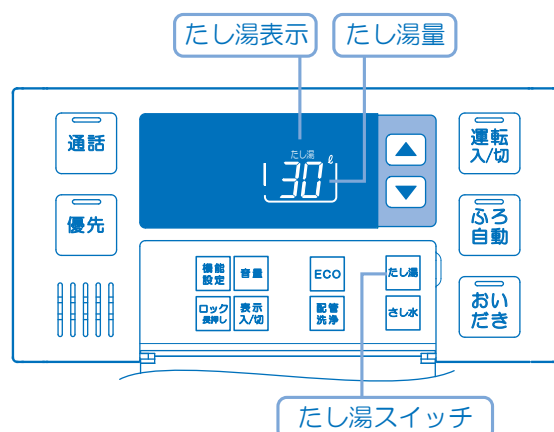 たし湯表示
たし湯量
通話
優先
たし湯
30ℓ
運転
入/切
ふろ
自動
おい
だき
機能
設定
音量
ECO
たし湯
ロック
長押し
表示
入/切
配管
洗浄
さし水
たし湯スイッチ